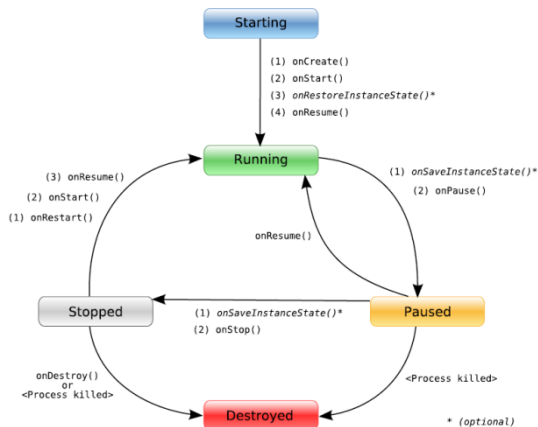 Starting
(1) onCreate()
(2) onStart()
(3) onRestoreInstanceState()*
(4) onResume()
Running
(3) onResume()
(2) onStart()
(1) onRestart()
(1) onSaveInstanceState()*
(2) onPause()
onResume()
Stopped
(1) onSaveInstanceState()*
(2) onStop()
Paused
onDestroy()
or
<Process killed>
<Process killed>
Destroyed
* (optional)